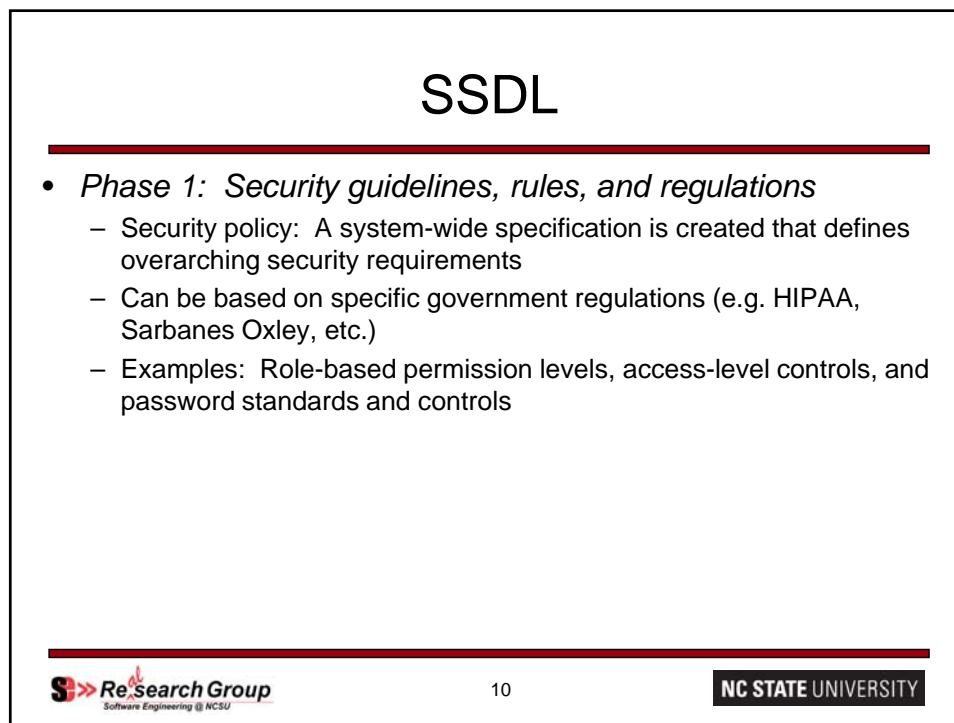 SSDL
• Phase 1: Security guidelines, rules, and regulations
– Security policy: A system-wide specification is created that defines
overarching security requirements
– Can be based on specific government regulations (e.g. HIPAA,
Sarbanes Oxley, etc.)
– Examples: Role-based permission levels, access-level controls, and
password standards and controls
Realsearch Group
Software Engineering @ NCSU
10
NC STATE UNIVERSITY